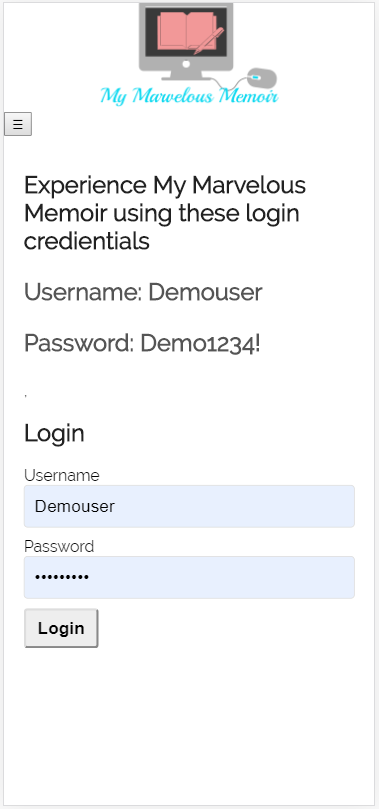 My Marvelous Memoir
☰
Experience My Marvelous
Memoir using these login
credientials
Username: Demouser
Password: Demo1234!
.
Login
Username
Demouser
Password
•••••••••
Login